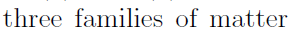 three families of matter